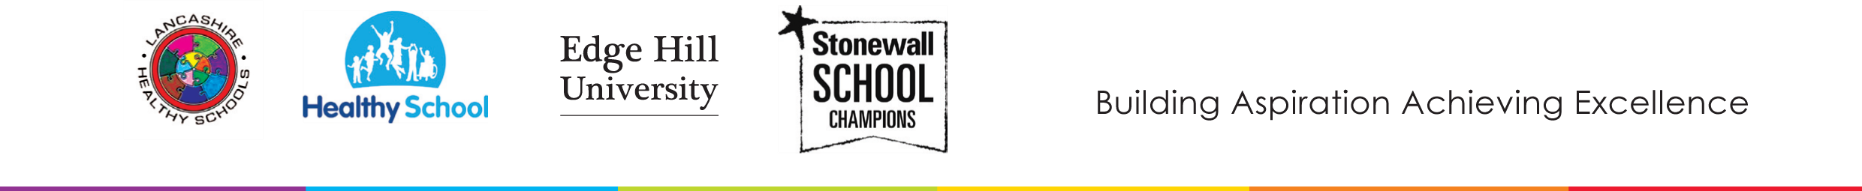 LANCASHIRE
HEALTHY SCHOOLS
Healthy School
Edge Hill
University
Stonewall
SCHOOL
CHAMPIONS
Building Aspiration Achieving Excellence